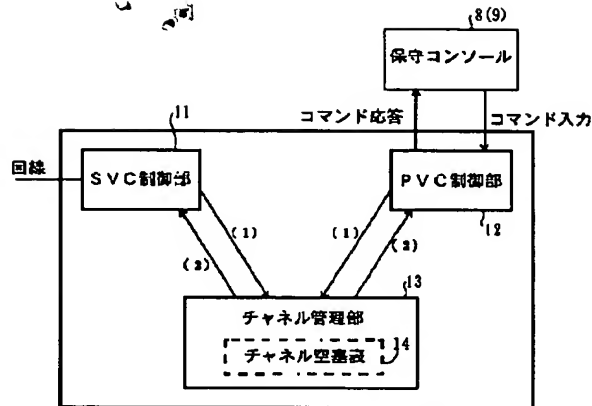 8(9)
保守コンソール
コマンド応答
コマンド入力
11
回線
SVC制御部
PVC制御部
12
(1)
(2)
(1)
(2)
13
チャネル管理部
チャネル空塞表
14